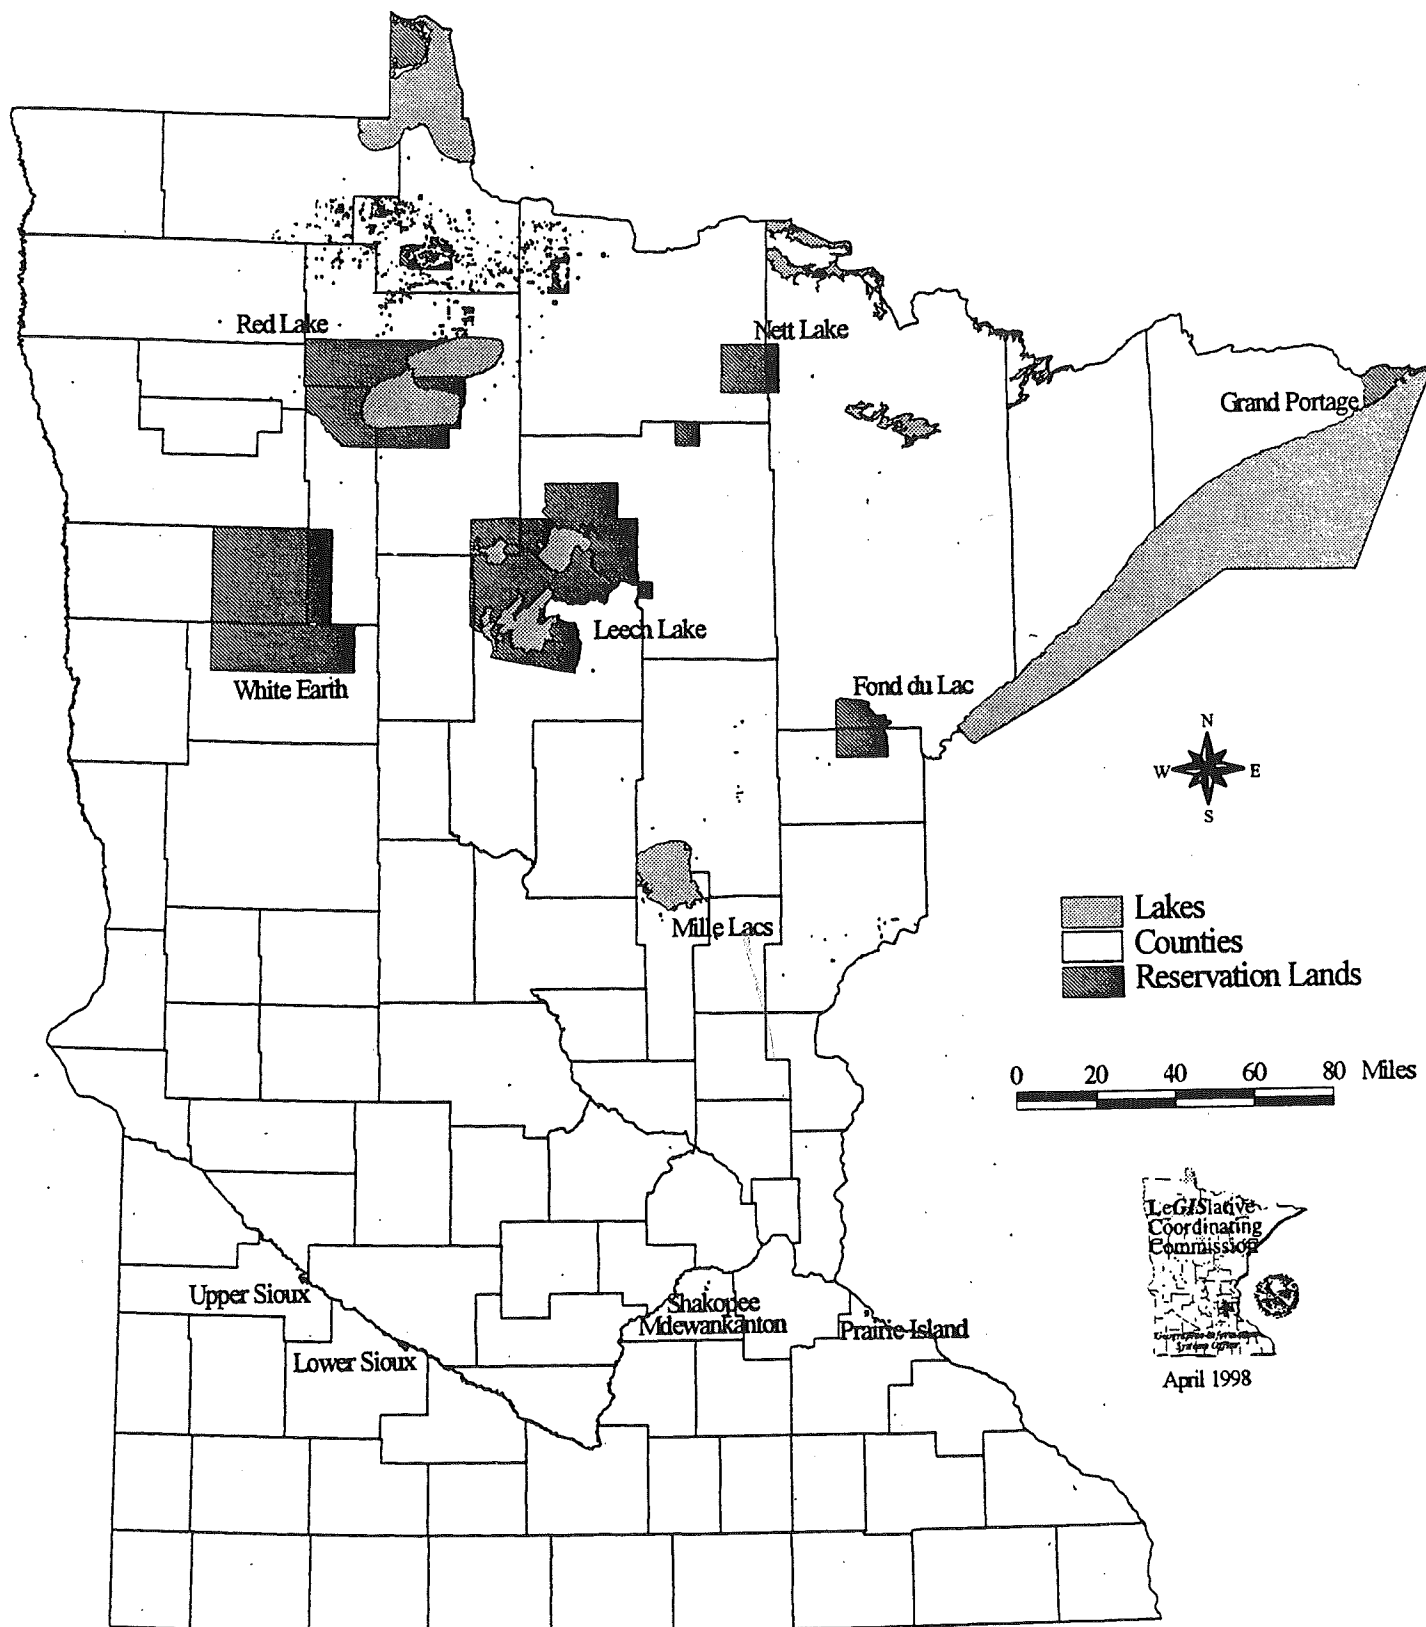 Red Lake
Nett Lake
Grand Portage
Leech Lake
White Earth
Fond du Lac
N
W E
S
Lakes
Mille Lacs
Counties
Reservation Lands
0 20 40 60 80 Miles
LeGISlative
Coordinating
Commission
Upper Sioux
Shakopee
Mdewankanton
Prairie Island
Lower Sioux
April 1998